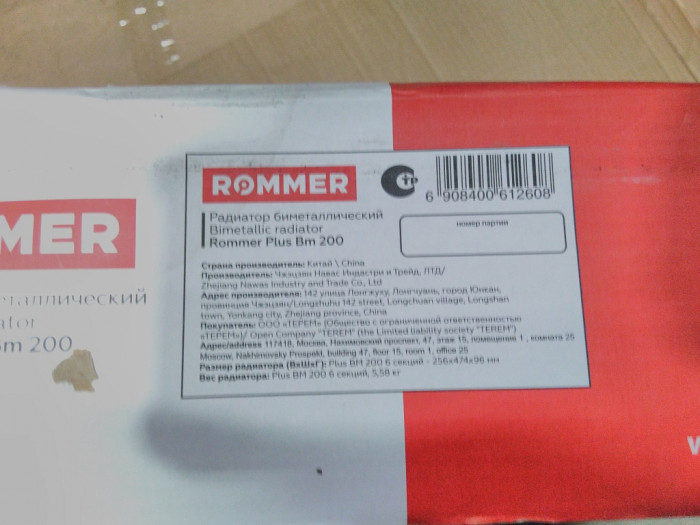 ROMMER
6 908400 612608
Радиатор биметаллический
Bimetallic radiator
Rommer Plus Bm 200
номер партии
Страна производитель: Китай \ China
Производитель: Чжэцзян Навас Индастри и Трейд, ЛТД/
Zhejiang Nawas Industry and Trade Co., Ltd
Адрес производителя: 142 улица Лонгжуху, Лонгчуань, город Юнкан,
провинция Чжэцзян/Longzhuhu 142 street, Longchuan village, Longshan
town, Yongkang city, Zhejiang province, China
Покупатель: ООО «ТЕРЕМ» (Общество с ограниченной ответственностью
«ТЕРЕМ»)/ Open Company "TEREM" (the Limited liability society "TEREM")
Адрес/address 117418, Москва, Нахимовский проспект, 47, этаж 15, помещение 1, комната 25
Moscow, Nakhimovsky Prospekt, building 47, floor 15, room 1, office 25
Размер радиатора (ВхШхГ): Plus BM 200 6 секций - 256х474х96 мм
Вес радиатора: Plus BM 200 6 секций, 5,58 кг
MER
еталлический
ator
Bm 200
w